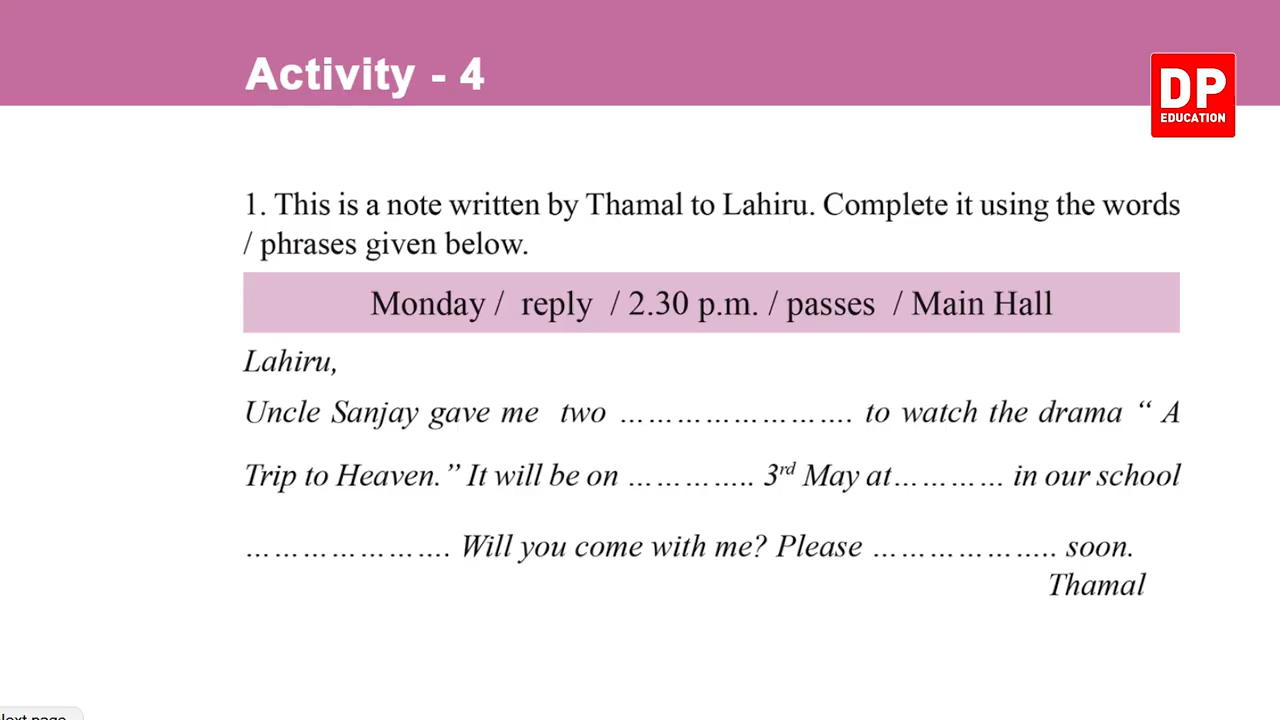 Activity - 4
DP
EDUCATION
1. This is a note written by Thamal to Lahiru. Complete it using the words
/ phrases given below.
Monday / reply / 2.30 p.m. / passes / Main Hall
Lahiru,
Uncle Sanjay gave me two ……………………. to watch the drama “ A
Trip to Heaven.” It will be on ………….. 3rd May at………… in our school
…………………. Will you come with me? Please ……………….. soon.
Thamal